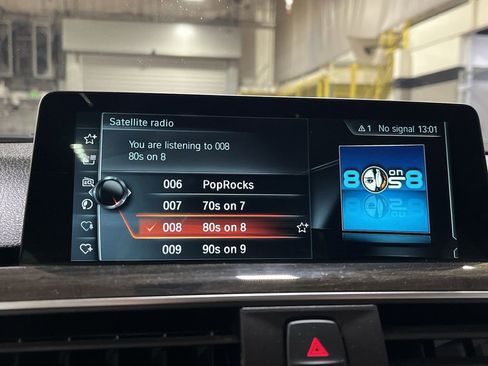 Satellite radio
1 No signal 13:01
You are listening to 008
80s on 8
006 PopRocks
007 70s on 7
008 80s on 8
009 90s on 9
80s on 8